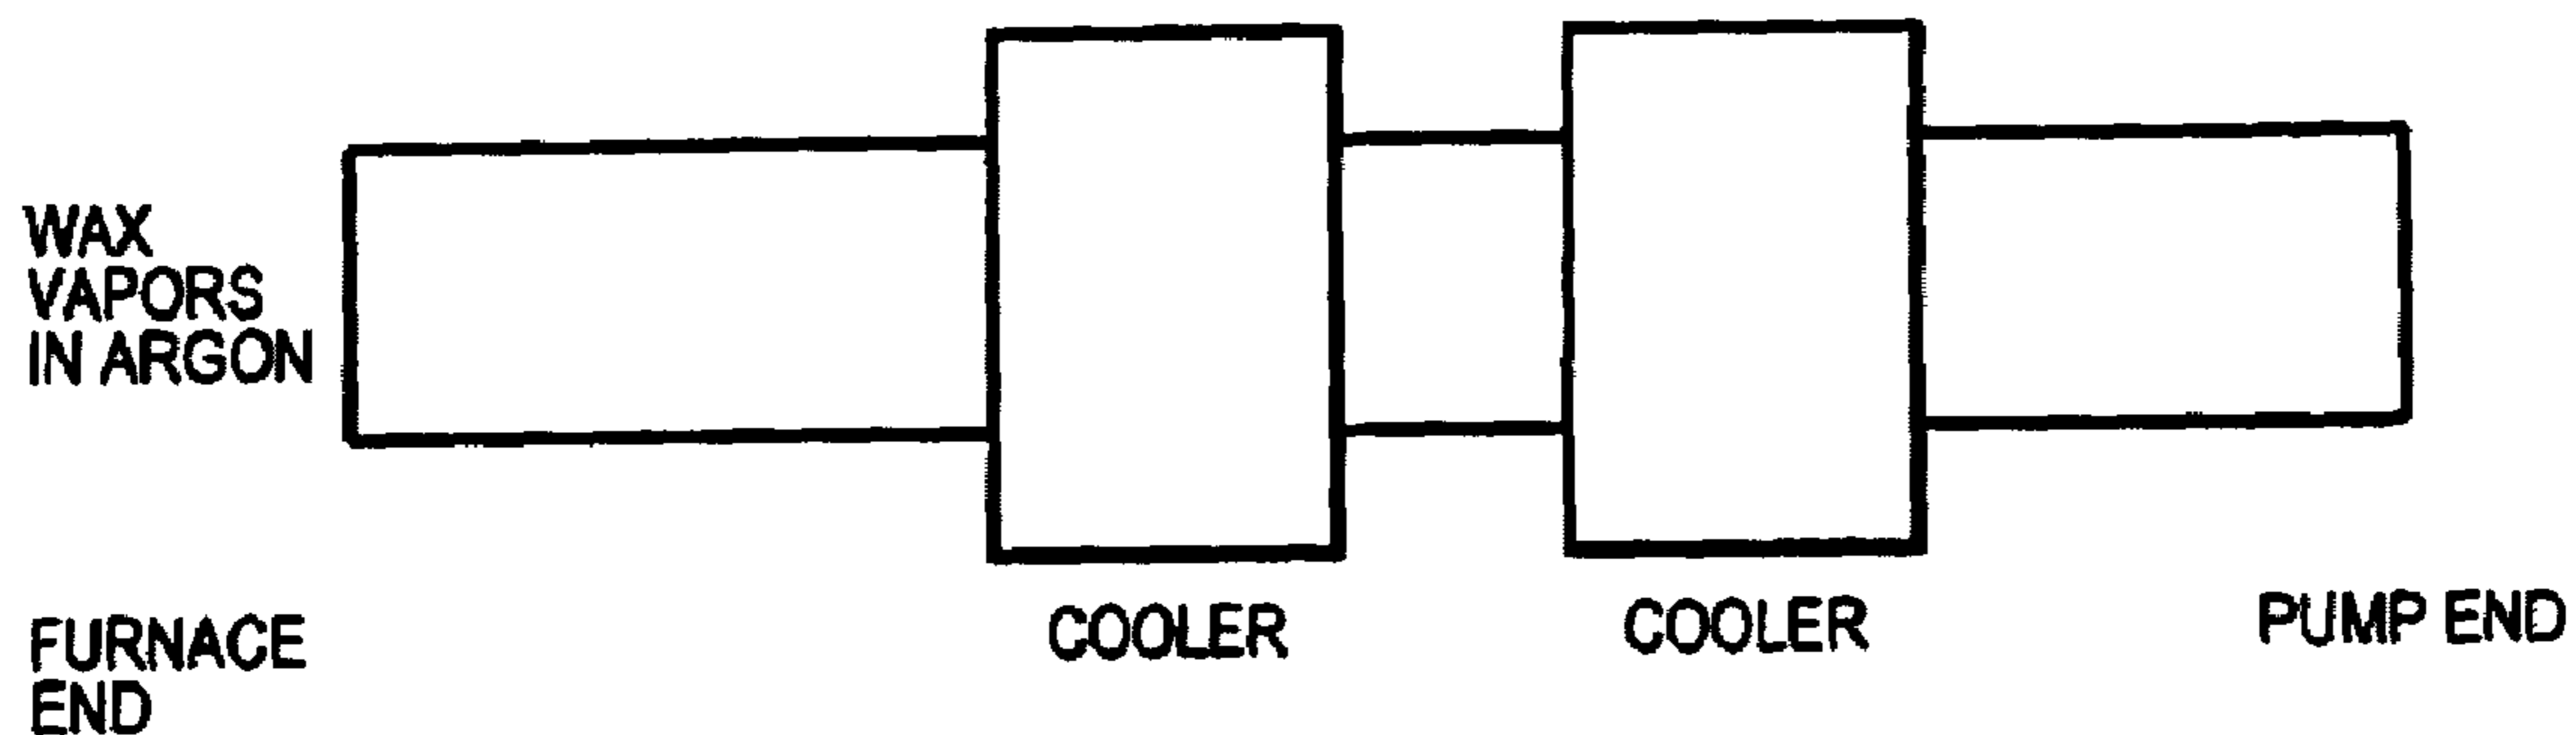 WAX
VAPORS
IN ARGON
FURNACE
END
COOLER
COOLER
PUMP END